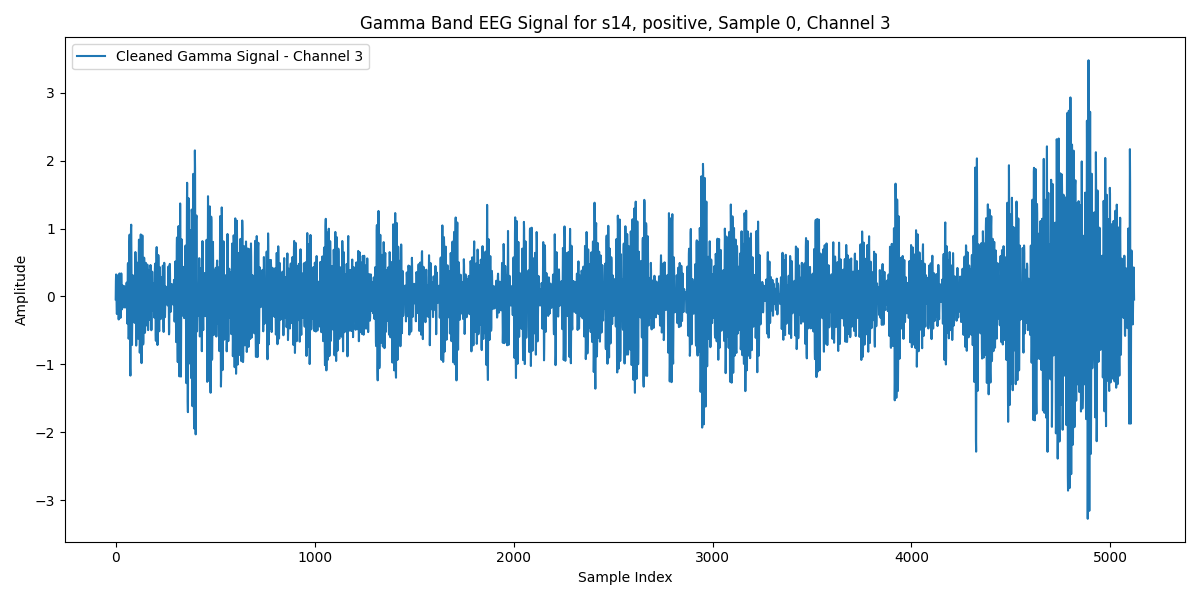 Gamma Band EEG Signal for s14, positive, Sample 0, Channel 3
Cleaned Gamma Signal - Channel 3
3
2
1
0
−1
−2
−3
Amplitude
0 1000 2000 3000 4000 5000
Sample Index